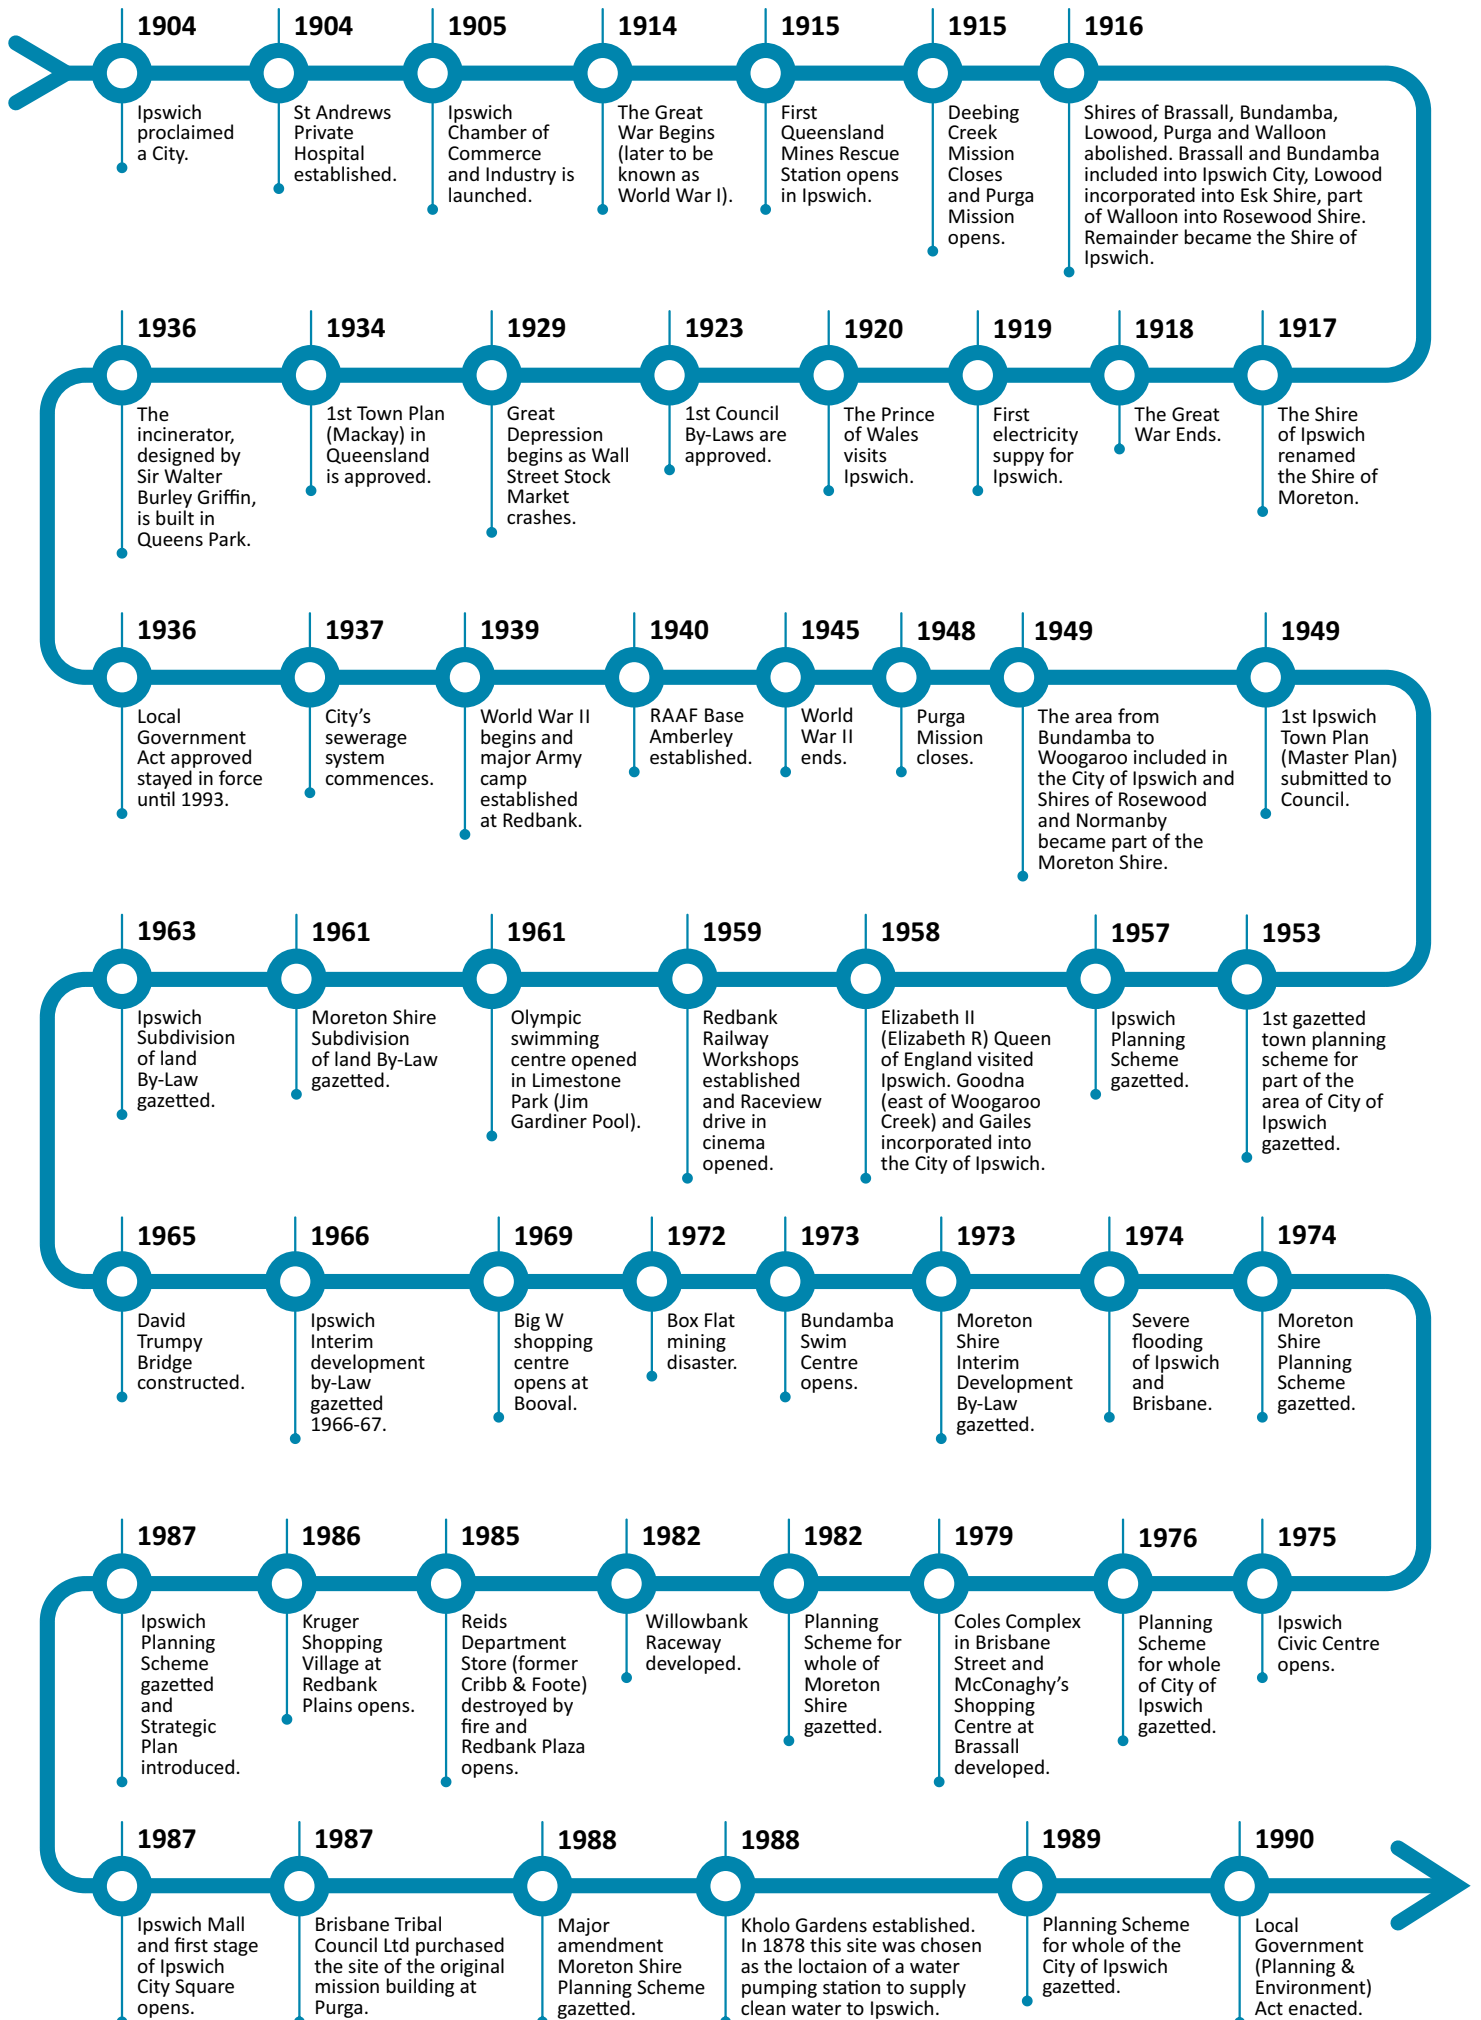 1904
Ipswich
proclaimed
a City.
1904
St Andrews
Private
Hospital
established.
1905
Ipswich
Chamber of
Commerce
and Industry is
launched.
1914
The Great
War Begins
(later to be
known as
World War I).
1915
First
Queensland
Mines Rescue
Station opens
in Ipswich.
1915
Deebing
Creek
Mission
Closes
and Purga
Mission
opens.
1916
Shires of Brassall, Bundamba,
Lowood, Purga and Walloon
abolished. Brassall and Bundamba
included into Ipswich City, Lowood
incorporated into Esk Shire, part
of Walloon into Rosewood Shire.
Remainder became the Shire of
Ipswich.
1917
The Shire
of Ipswich
renamed
the Shire of
Moreton.
1918
The Great
War Ends.
1919
First
electricity
suppy for
Ipswich.
1920
The Prince
of Wales
visits
Ipswich.
1923
1st Council
By-Laws are
approved.
1929
Great
Depression
begins as Wall
Street Stock
Market
crashes.
1934
1st Town Plan
(Mackay) in
Queensland
is approved.
1936
The
incinerator,
designed by
Sir Walter
Burley Griffin,
is built in
Queens Park.
1936
Local
Government
Act approved
stayed in force
until 1993.
1937
City's
sewerage
system
commences.
1939
World War II
begins and
major Army
camp
established
at Redbank.
1940
RAAF Base
Amberley
established.
1945
World
War II
ends.
1948
Purga
Mission
closes.
1949
The area from
Bundamba to
Woogaroo included in
the City of Ipswich and
Shires of Rosewood
and Normanby
became part of the
Moreton Shire.
1949
1st Ipswich
Town Plan
(Master Plan)
submitted to
Council.
1953
1st gazetted
town planning
scheme for
part of the
area of City of
Ipswich
gazetted.
1957
Ipswich
Planning
Scheme
gazetted.
1958
Elizabeth II
(Elizabeth R) Queen
of England visited
Ipswich. Goodna
(east of Woogaroo
Creek) and Gailes
incorporated into
the City of Ipswich.
1959
Redbank
Railway
Workshops
established
and Raceview
drive in
cinema
opened.
1961
Olympic
swimming
centre opened
in Limestone
Park (Jim
Gardiner Pool).
1961
Moreton Shire
Subdivision
of land By-Law
gazetted.
1963
Ipswich
Subdivision
of land
By-Law
gazetted.
1965
David
Trumpy
Bridge
constructed.
1966
Ipswich
Interim
development
by-Law
gazetted
1966-67.
1969
Big W
shopping
centre
opens at
Booval.
1972
Box Flat
mining
disaster.
1973
Bundamba
Swim
Centre
opens.
1973
Moreton
Shire
Interim
Development
By-Law
gazetted.
1974
Severe
flooding
of Ipswich
and
Brisbane.
1974
Moreton
Shire
Planning
Scheme
gazetted.
1975
Ipswich
Civic Centre
opens.
1976
Planning
Scheme
for whole
of City of
Ipswich
gazetted.
1979
Coles Complex
in Brisbane
Street and
McConaghy's
Shopping
Centre at
Brassall
developed.
1982
Planning
Scheme for
whole of
Moreton
Shire
gazetted.
1982
Willowbank
Raceway
developed.
1985
Reids
Department
Store (former
Cribb & Foote)
destroyed by
fire and
Redbank Plaza
opens.
1986
Kruger
Shopping
Village at
Redbank
Plains opens.
1987
Ipswich
Planning
Scheme
gazetted
and
Strategic
Plan
introduced.
1987
Ipswich Mall
and first stage
of Ipswich
City Square
opens.
1987
Brisbane Tribal
Council Ltd purchased
the site of the original
mission building at
Purga.
1988
Major
amendment
Moreton Shire
Planning Scheme
gazetted.
1988
Kholo Gardens established.
In 1878 this site was chosen
as the loctaion of a water
pumping station to supply
clean water to Ipswich.
1989
Planning Scheme
for whole of the
City of Ipswich
gazetted.
1990
Local
Government
(Planning &
Environment)
Act enacted.